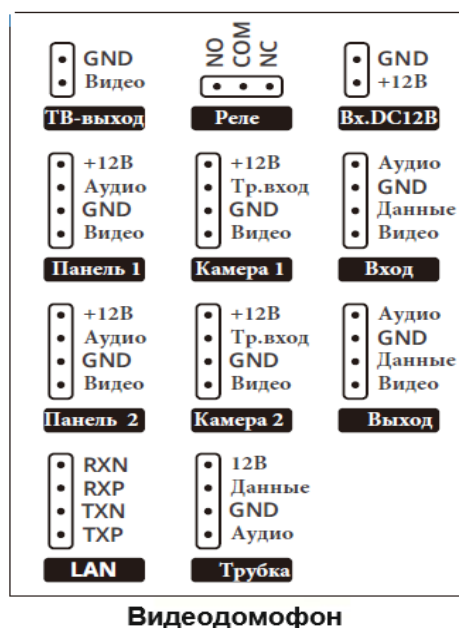 GND
Видео
ТВ-выход
NO
COM
NC
Реле
GND
+12В
Вх.DC12В
+12В
Аудио
GND
Видео
Панель 1
+12В
Тр.вход
GND
Видео
Камера 1
Аудио
GND
Данные
Видео
Вход
+12В
Аудио
GND
Видео
Панель 2
+12В
Тр.вход
GND
Видео
Камера 2
Аудио
GND
Данные
Видео
Выход
RXN
RXP
TXN
TXP
LAN
12В
Данные
GND
Аудио
Трубка
Видеодомофон